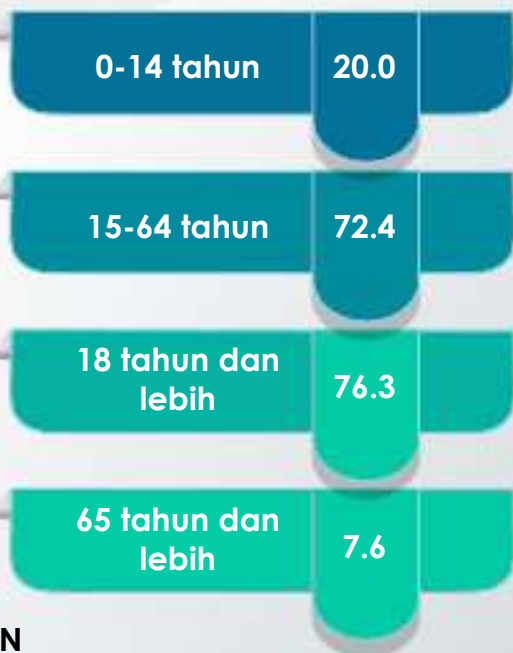 0-14 tahun 20.0
15-64 tahun 72.4
18 tahun dan
lebih 76.3
65 tahun dan
lebih 7.6
N